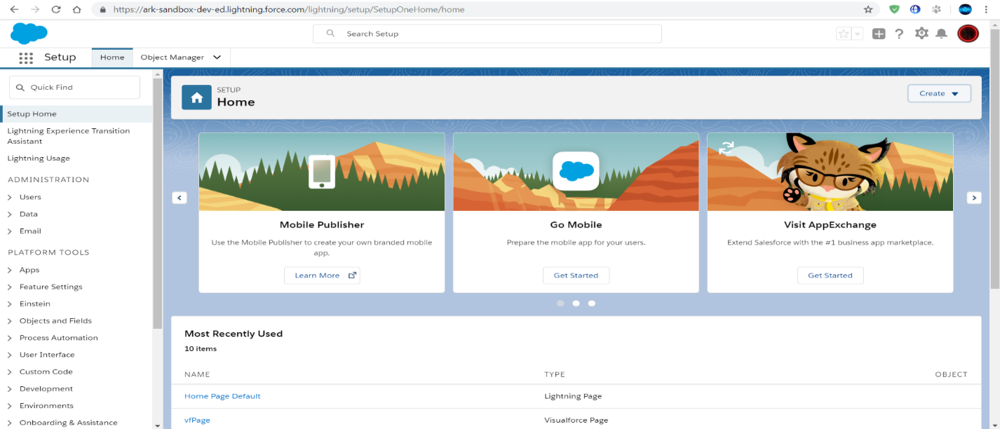 https://ark-sandbox-dev-ed.lightning.force.com/lightning/setup/SetupOneHome/home
Search Setup
Setup
Home
Object Manager
Quick Find
Setup Home
Lightning Experience Transition
Assistant
Lightning Usage
ADMINISTRATION
Users
Data
Email
PLATFORM TOOLS
Apps
Feature Settings
Einstein
Objects and Fields
Process Automation
User Interface
Custom Code
Development
Environments
Onboarding & Assistance
SETUP
Home
Create
Mobile Publisher
Use the Mobile Publisher to create your own branded mobile
app.
Learn More
Go Mobile
Prepare the mobile app for your users.
Get Started
Visit AppExchange
Extend Salesforce with the #1 business app marketplace.
Get Started
Most Recently Used
10 items
NAME TYPE OBJECT
Home Page Default Lightning Page
vfPage Visualforce Page